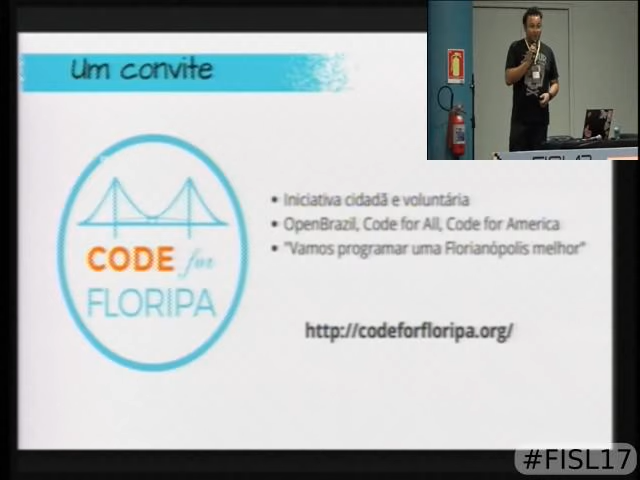 Um convite
CODE for
FLORIPA
• Iniciativa cidadã e voluntária
• OpenBrazil, Code for All, Code for America
• "Vamos programar uma Florianópolis melhor"
http://codeforfloripa.org/
FISL17
#FISL17